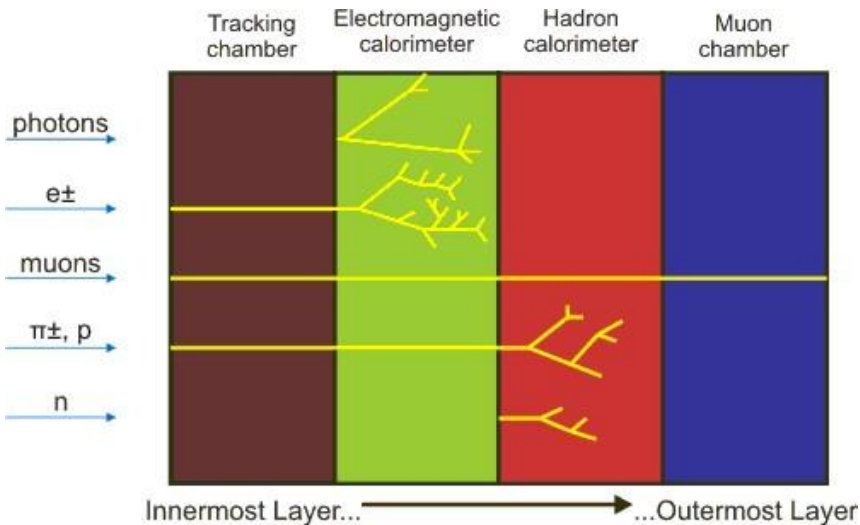 Tracking chamber
Electromagnetic calorimeter
Hadron calorimeter
Muon chamber
photons
e±
muons
π±, p
n
Innermost Layer...
...Outermost Layer